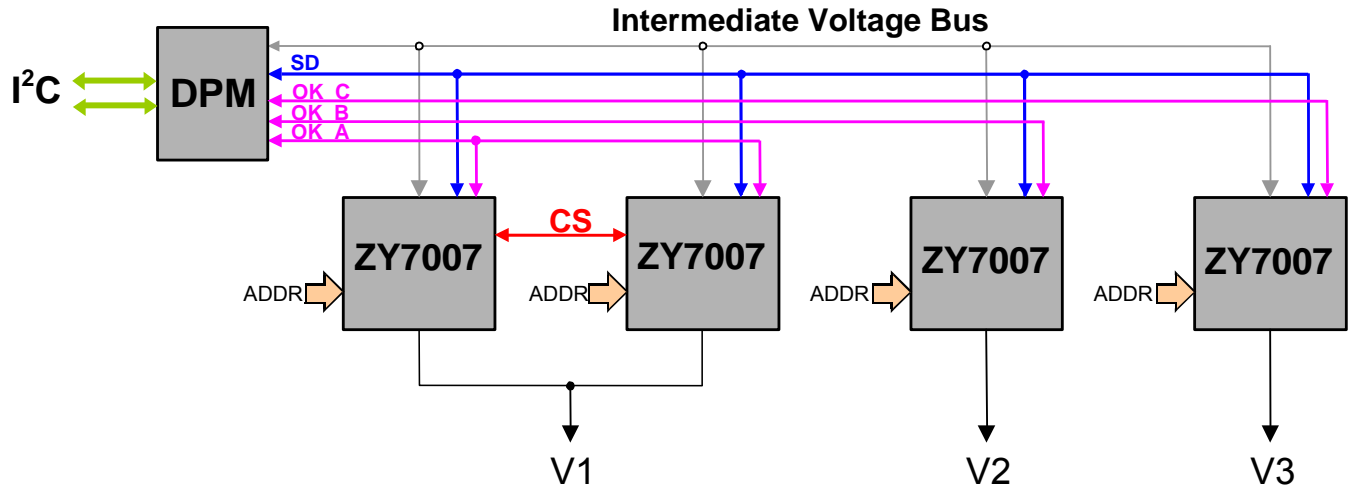 Intermediate Voltage Bus
I²C
DPM
SD
OK_C
OK_B
OK_A
CS
ZY7007
ZY7007
ZY7007
ZY7007
ADDR
ADDR
ADDR
ADDR
V1
V2
V3